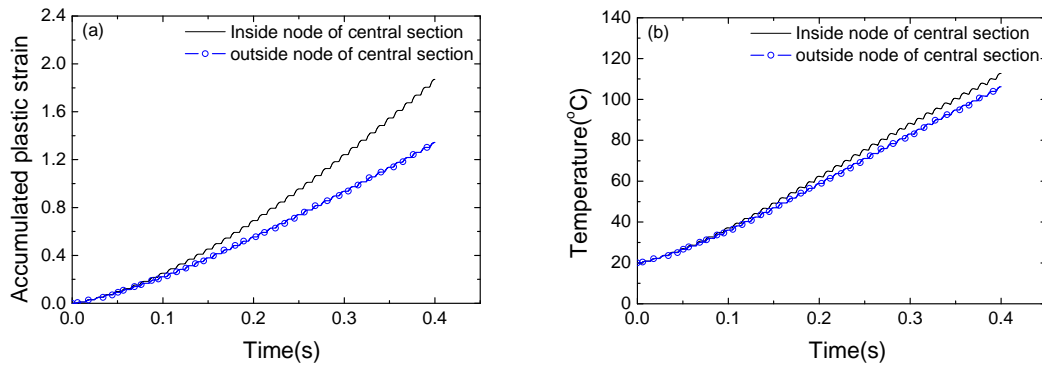 (a)
Inside node of central section
outside node of central section
2.4
2.0
1.6
1.2
0.8
0.4
0.0
Accumulated plastic strain
0.0 0.1 0.2 0.3 0.4
Time(s)
(b)
Inside node of central section
outside node of central section
140
120
100
80
60
40
20
0
Temperature(°C)
0.0 0.1 0.2 0.3 0.4
Time(s)